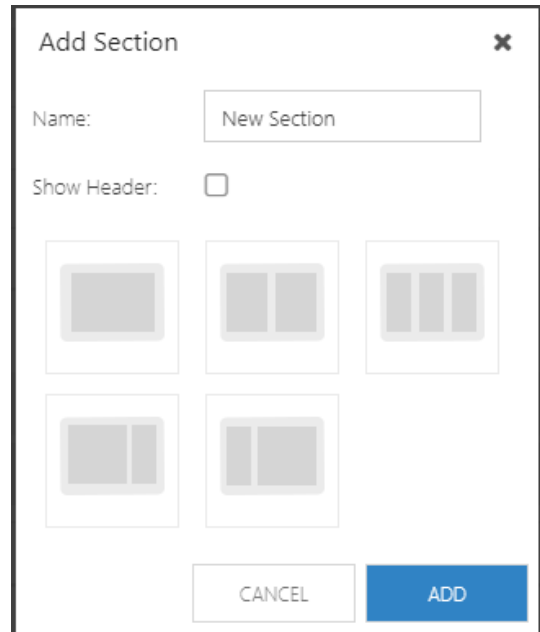 Add Section
Name:
New Section
Show Header:
CANCEL
ADD